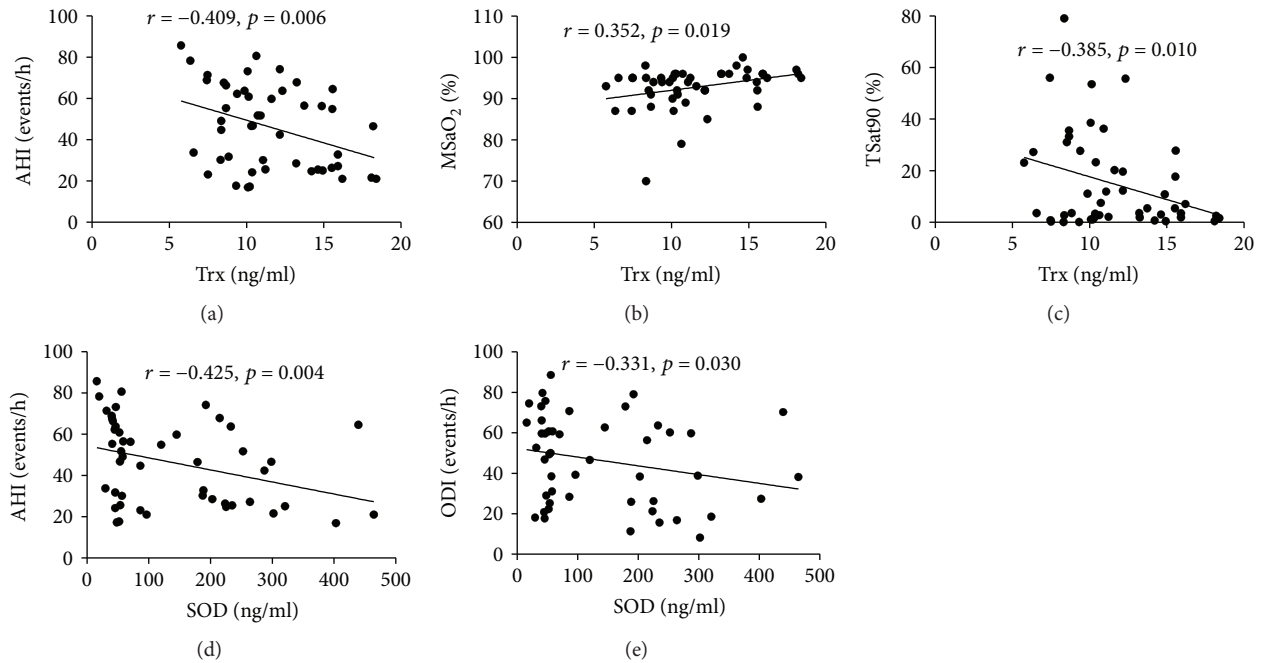 r = −0.409, p = 0.006
100
80
60
40
20
0
AHI (events/h)
0
5
10
15
20
Trx (ng/ml)
(a)
r = 0.352, p = 0.019
110
100
90
80
70
60
MSaO₂ (%)
0
5
10
15
20
Trx (ng/ml)
(b)
r = −0.385, p = 0.010
80
60
40
20
0
TSat90 (%)
0
5
10
15
20
Trx (ng/ml)
(c)
r = −0.425, p = 0.004
100
80
60
40
20
0
AHI (events/h)
0
100
200
300
400
500
SOD (ng/ml)
(d)
r = −0.331, p = 0.030
100
80
60
40
20
0
ODI (events/h)
0
100
200
300
400
500
SOD (ng/ml)
(e)